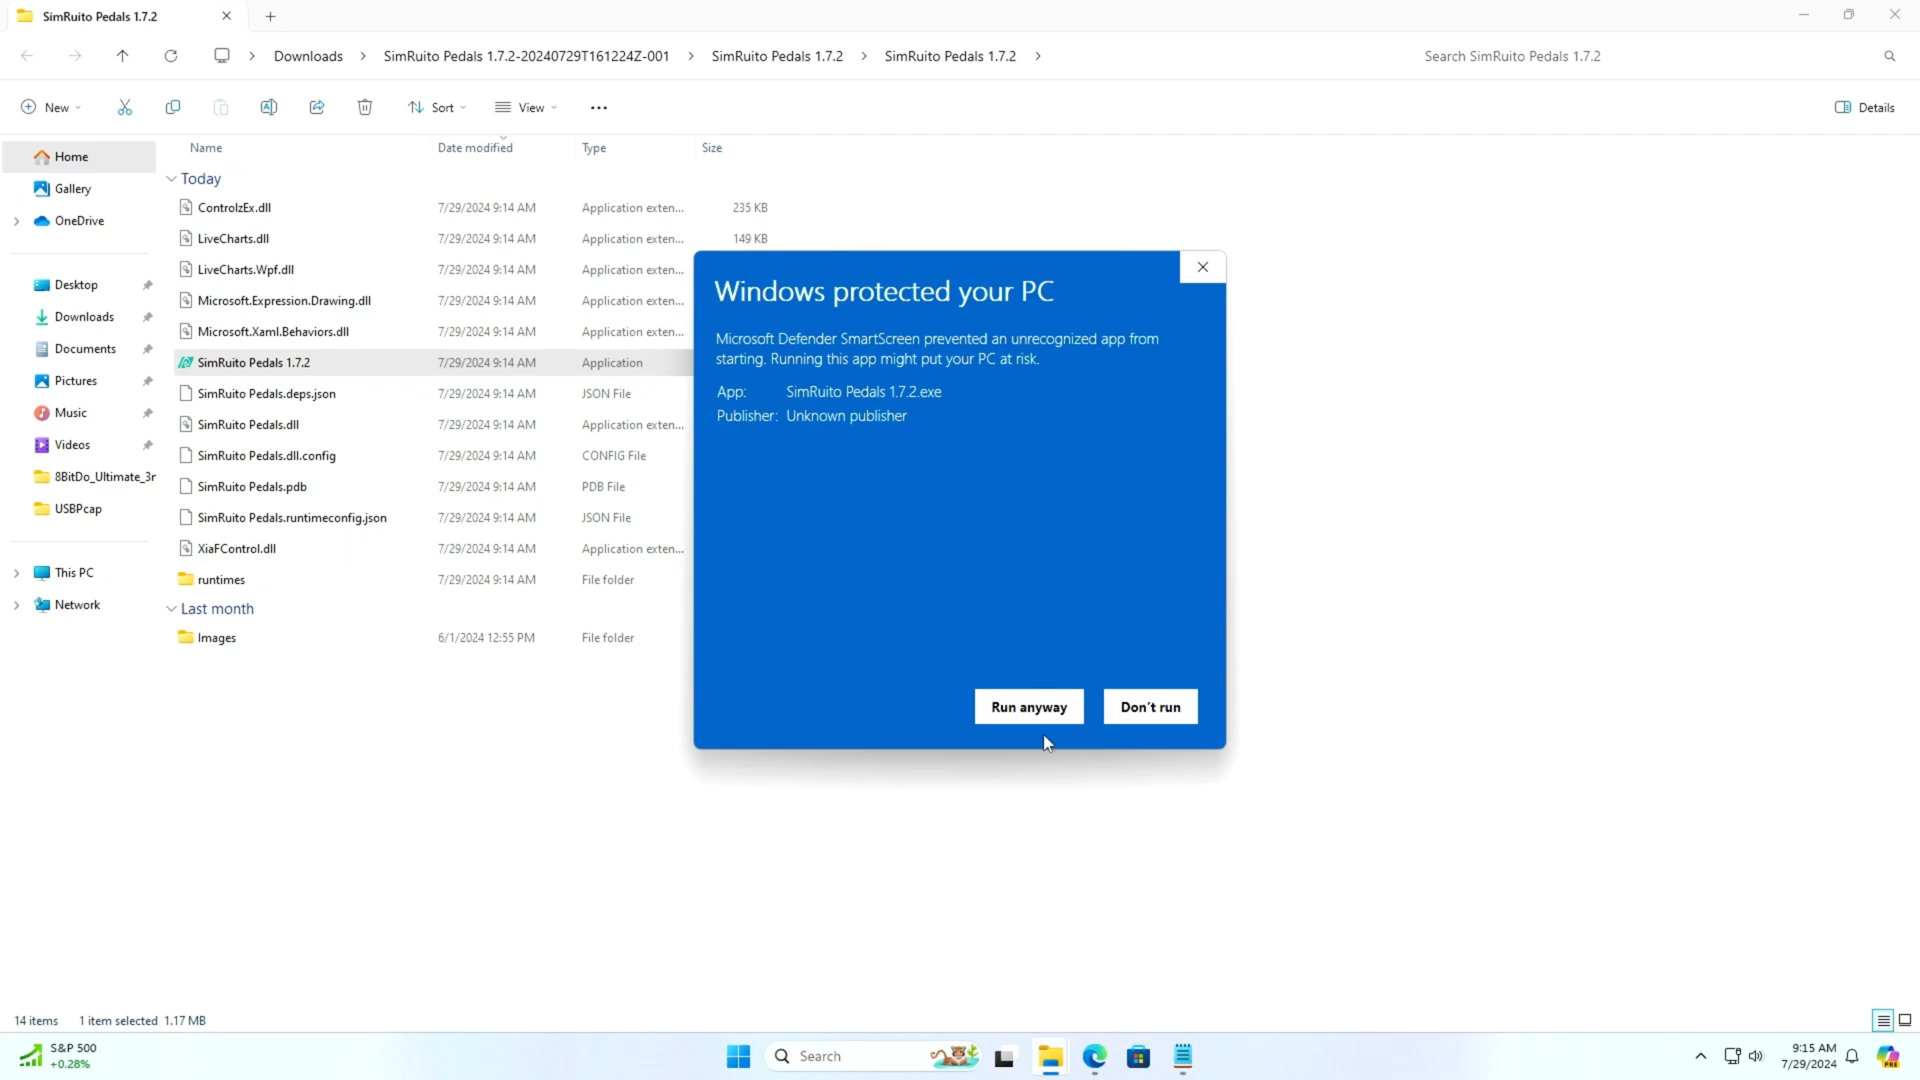 SimRuito Pedals 1.7.2
Downloads
SimRuito Pedals 1.7.2-20240729T161224Z-001
SimRuito Pedals 1.7.2
SimRuito Pedals 1.7.2
Search SimRuito Pedals 1.7.2
New
Sort
View
Details
Home
Gallery
OneDrive
Desktop
Downloads
Documents
Pictures
Music
Videos
8BitDo_Ultimate_3r
USBPcap
This PC
Network
Name Date modified Type Size
Today
ControlzEx.dll 7/29/2024 9:14 AM Application exten... 235 KB
LiveCharts.dll 7/29/2024 9:14 AM Application exten... 149 KB
LiveCharts.Wpf.dll 7/29/2024 9:14 AM Application exten...
Microsoft.Expression.Drawing.dll 7/29/2024 9:14 AM Application exten...
Microsoft.Xaml.Behaviors.dll 7/29/2024 9:14 AM Application exten...
SimRuito Pedals 1.7.2 7/29/2024 9:14 AM Application
SimRuito Pedals.deps.json 7/29/2024 9:14 AM JSON File
SimRuito Pedals.dll 7/29/2024 9:14 AM Application exten...
SimRuito Pedals.dll.config 7/29/2024 9:14 AM CONFIG File
SimRuito Pedals.pdb 7/29/2024 9:14 AM PDB File
SimRuito Pedals.runtimeconfig.json 7/29/2024 9:14 AM JSON File
XiaFControl.dll 7/29/2024 9:14 AM Application exten...
runtimes 7/29/2024 9:14 AM File folder
Last month
Images 6/1/2024 12:55 PM File folder
Windows protected your PC
Microsoft Defender SmartScreen prevented an unrecognized app from
starting. Running this app might put your PC at risk.
App: SimRuito Pedals 1.7.2.exe
Publisher: Unknown publisher
Run anyway
Don't run
14 items 1 item selected 1.17 MB
S&P 500
+0.28%
Search
9:15 AM
7/29/2024
PRE